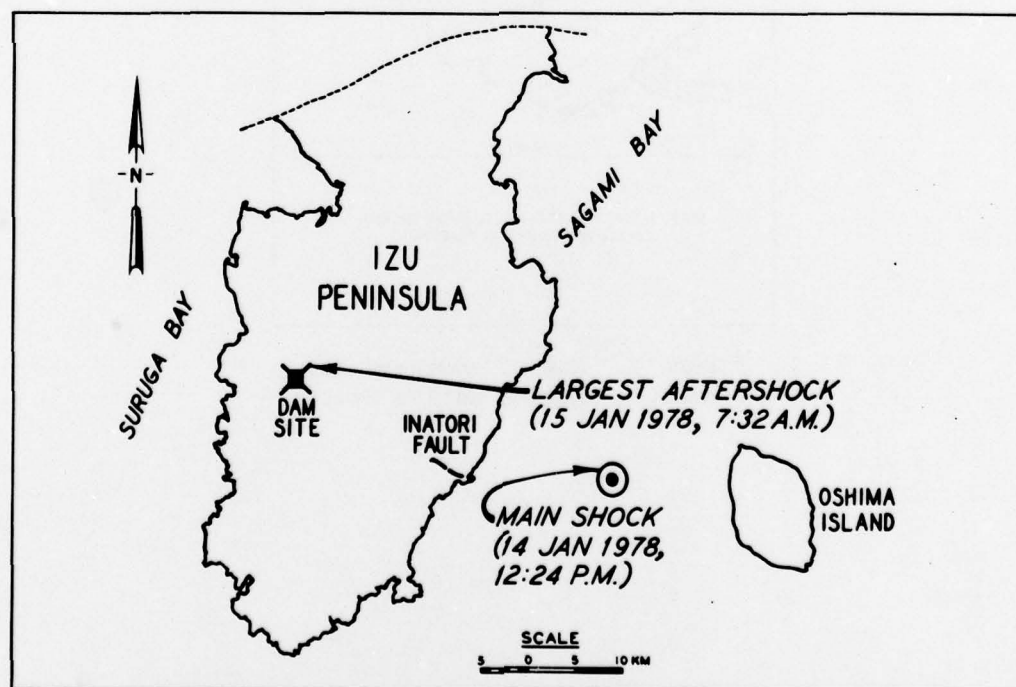 -N-
SAGAMI BAY
SURUGA BAY
IZU
PENINSULA
DAM
SITE
LARGEST AFTERSHOCK
(15 JAN 1978, 7:32 A.M.)
INATORI
FAULT
MAIN SHOCK
(14 JAN 1978,
12:24 P.M.)
OSHIMA
ISLAND
SCALE
5 0 5 10 KM